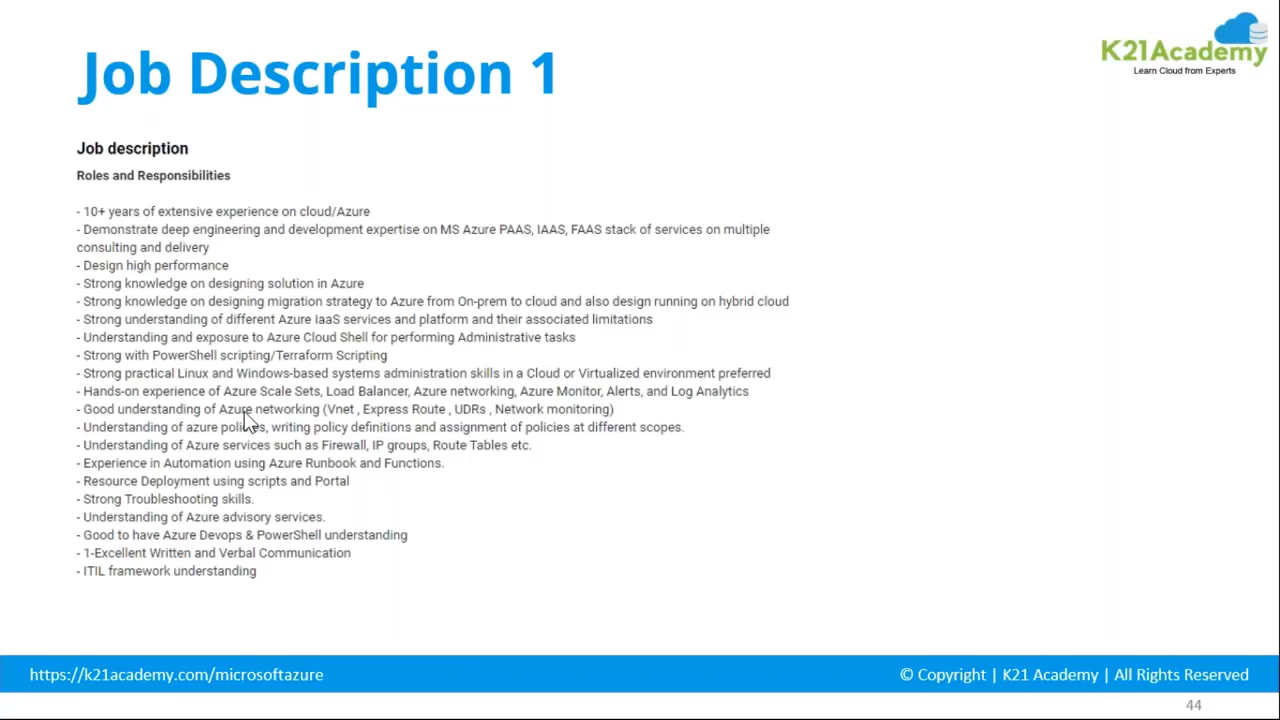 Job Description 1
K21Academy
Learn Cloud from Experts
Job description
Roles and Responsibilities
- 10+ years of extensive experience on cloud/Azure
- Demonstrate deep engineering and development expertise on MS Azure PAAS, IAAS, FAAS stack of services on multiple
consulting and delivery
- Design high performance
- Strong knowledge on designing solution in Azure
- Strong knowledge on designing migration strategy to Azure from On-prem to cloud and also design running on hybrid cloud
- Strong understanding of different Azure IaaS services and platform and their associated limitations
- Understanding and exposure to Azure Cloud Shell for performing Administrative tasks
- Strong with PowerShell scripting/Terraform Scripting
- Strong practical Linux and Windows-based systems administration skills in a Cloud or Virtualized environment preferred
- Hands-on experience of Azure Scale Sets, Load Balancer, Azure networking, Azure Monitor, Alerts, and Log Analytics
- Good understanding of Azure networking (Vnet , Express Route , UDRs , Network monitoring)
- Understanding of azure policies, writing policy definitions and assignment of policies at different scopes.
- Understanding of Azure services such as Firewall, IP groups, Route Tables etc.
- Experience in Automation using Azure Runbook and Functions.
- Resource Deployment using scripts and Portal
- Strong Troubleshooting skills.
- Understanding of Azure advisory services.
- Good to have Azure Devops & PowerShell understanding
- 1-Excellent Written and Verbal Communication
- ITIL framework understanding
https://k21academy.com/microsoftazure
© Copyright | K21 Academy | All Rights Reserved
44